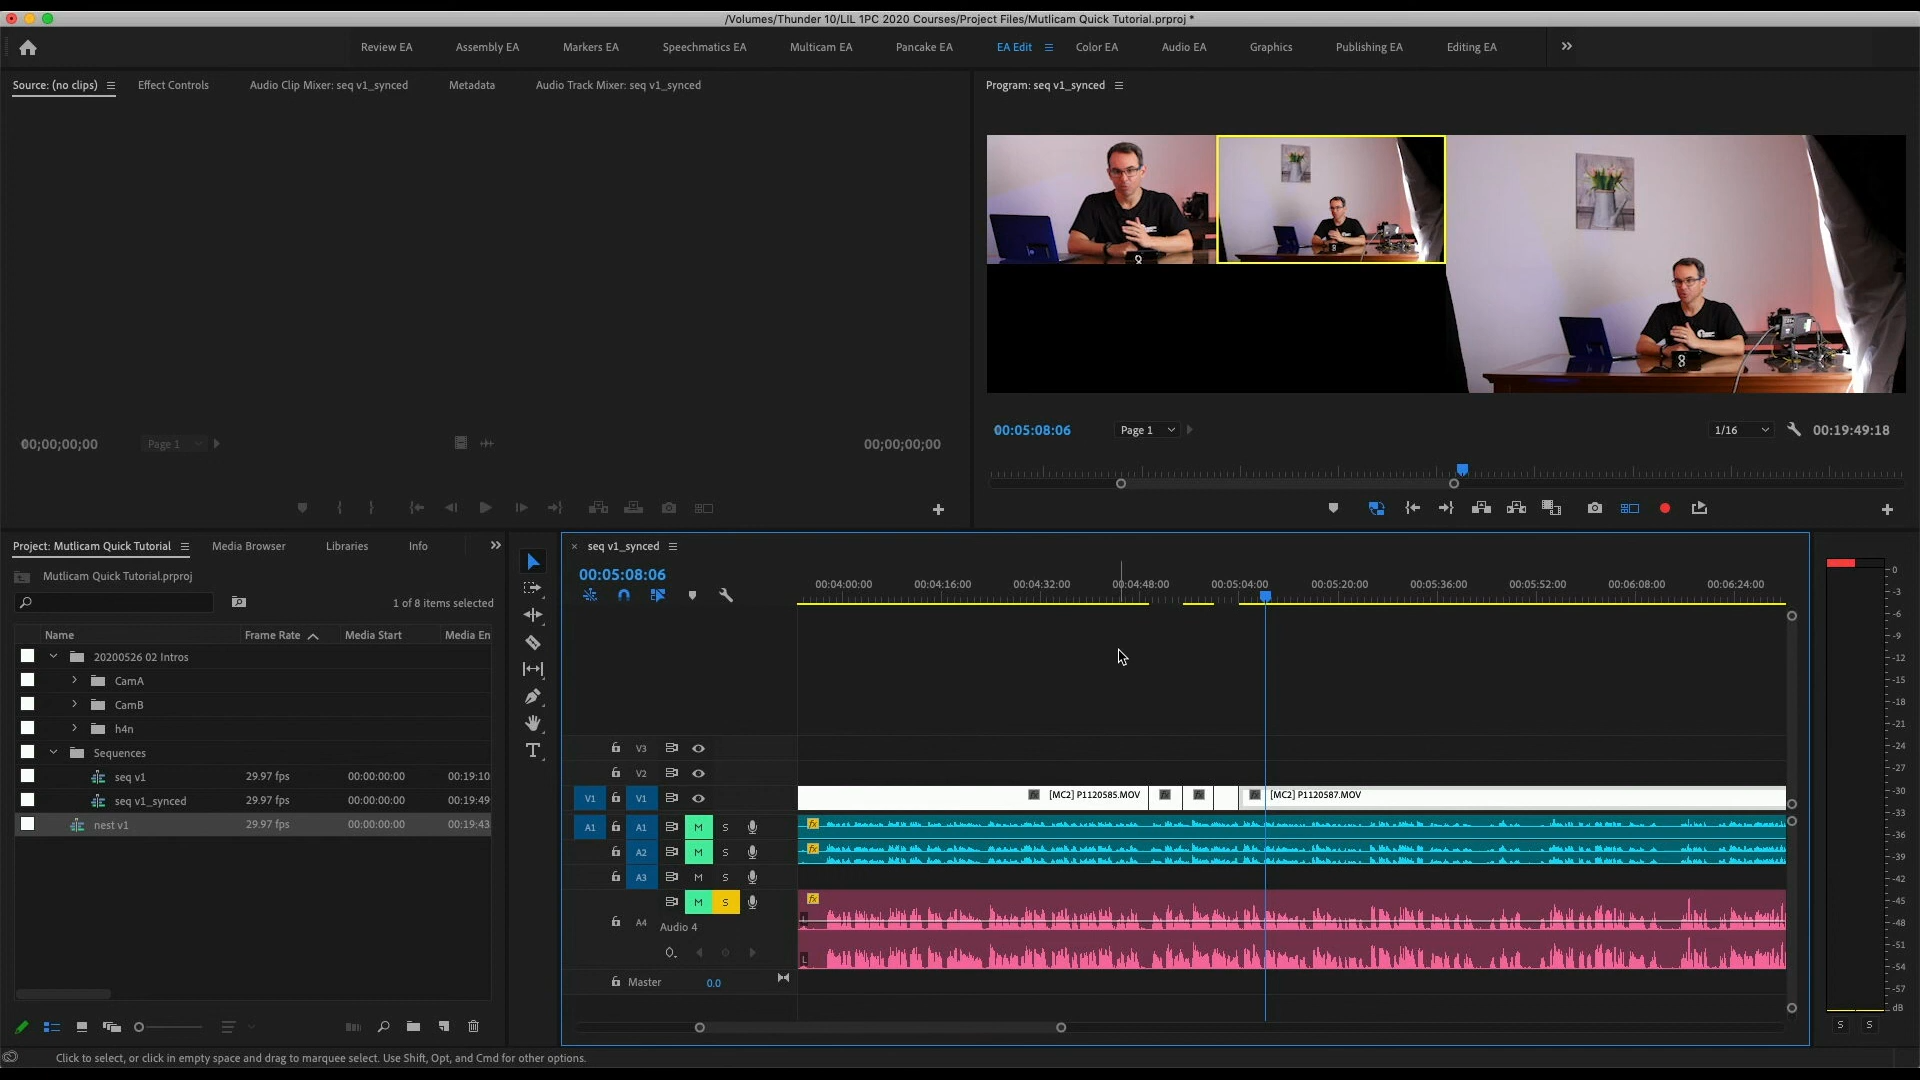 /Volumes/Thunder 10/LIL 1PC 2020 Courses/Project Files/Mutlicam Quick Tutorial.prproj *
Review EA
Assembly EA
Markers EA
Speechmatics EA
Multicam EA
Pancake EA
EA Edit
Color EA
Audio EA
Graphics
Publishing EA
Editing EA
Source: (no clips)
Effect Controls
Audio Clip Mixer: seq v1_synced
Metadata
Audio Track Mixer: seq v1_synced
00;00;00;00
Page 1
00;00;00;00
Program: seq v1_synced
8
8
8
00:05:08:06
Page 1
1/16
00:19:49:18
Project: Mutlicam Quick Tutorial
Media Browser
Libraries
Info
Mutlicam Quick Tutorial.prproj
1 of 8 items selected
Name
Frame Rate
Media Start
Media En
20200526 02 Intros
CamA
CamB
h4n
Sequences
seq v1 29.97 fps 00:00:00:00 00:19:10
seq v1_synced 29.97 fps 00:00:00:00 00:19:49
nest v1 29.97 fps 00:00:00:00 00:19:43
× seq v1_synced
00:05:08:06
00:04:00:00
00:04:16:00
00:04:32:00
00:04:48:00
00:05:04:00
00:05:20:00
00:05:36:00
00:05:52:00
00:06:08:00
00:06:24:00
V3
V2
V1 V1
fx [MC2] P1120585.MOV
fx
fx
fx [MC2] P1120587.MOV
A1 A1 M S
fx
A2 M S
fx
A3 M S
M S
fx
A4
Audio 4
L
L
Master 0.0
0
-3
-6
-9
-12
-15
-18
-21
-24
-27
-30
-33
-36
-39
-42
-45
-48
-51
-54
-57
dB
S S
Click to select, or click in empty space and drag to marquee select. Use Shift, Opt, and Cmd for other options.